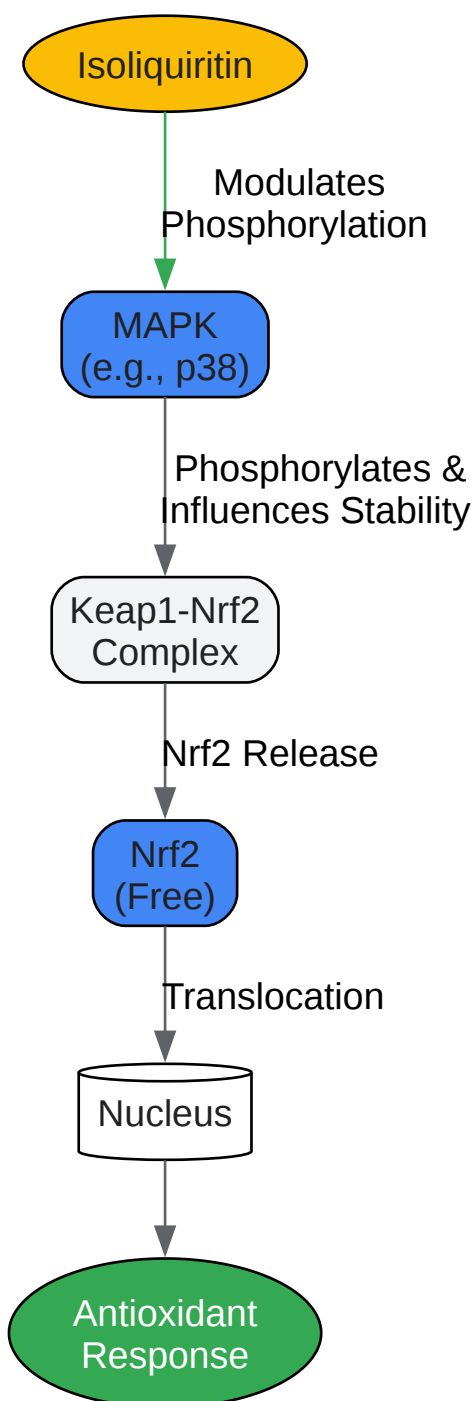 Isoliquiritin
Modulates
Phosphorylation
MAPK
(e.g., p38)
Phosphorylates &
Influences Stability
Keap1-Nrf2
Complex
Nrf2 Release
Nrf2
(Free)
Translocation
Nucleus
Antioxidant
Response